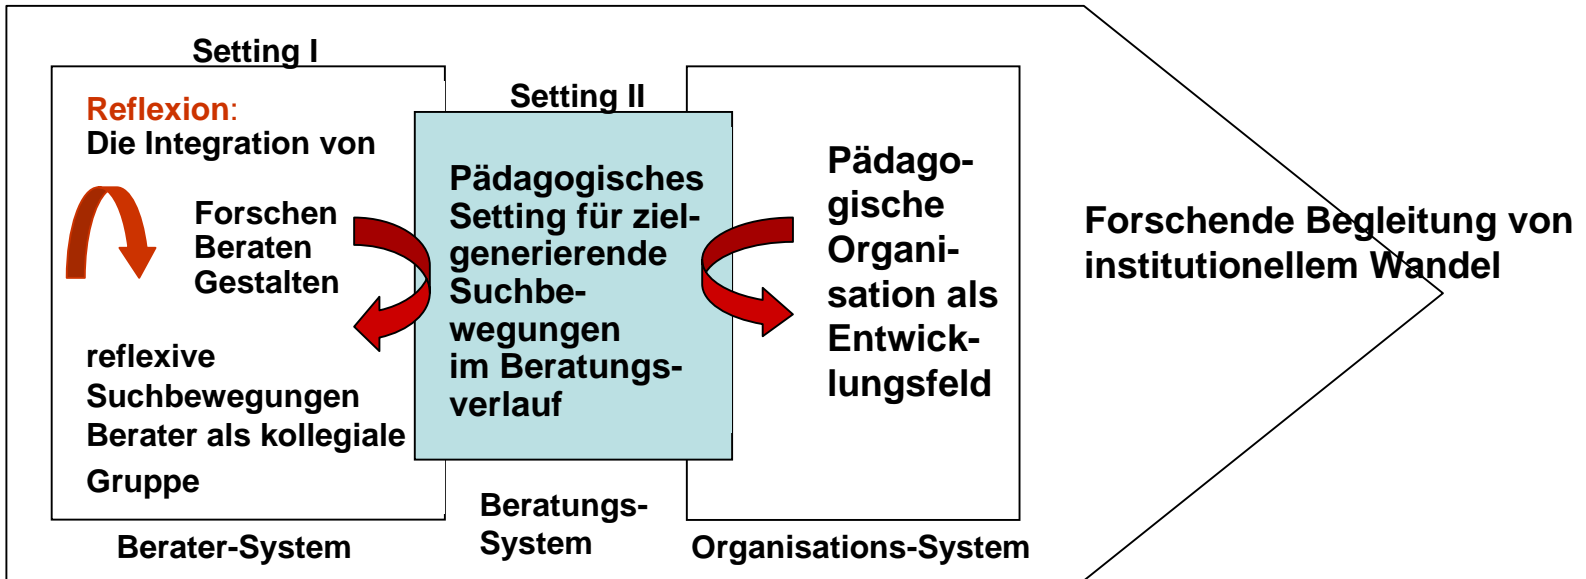 Setting I
Reflexion:
Die Integration von
Forschen
Beraten
Gestalten
reflexive
Suchbewegungen
Berater als kollegiale
Gruppe
Berater-System
Setting II
Pädagogisches
Setting für ziel-
generierende
Suchbe-
wegungen
im Beratungs-
verlauf
Beratungs-
System
Pädago-
gische
Organi-
sation als
Entwick-
lungsfeld
Organisations-System
Forschende Begleitung von
institutionellem Wandel